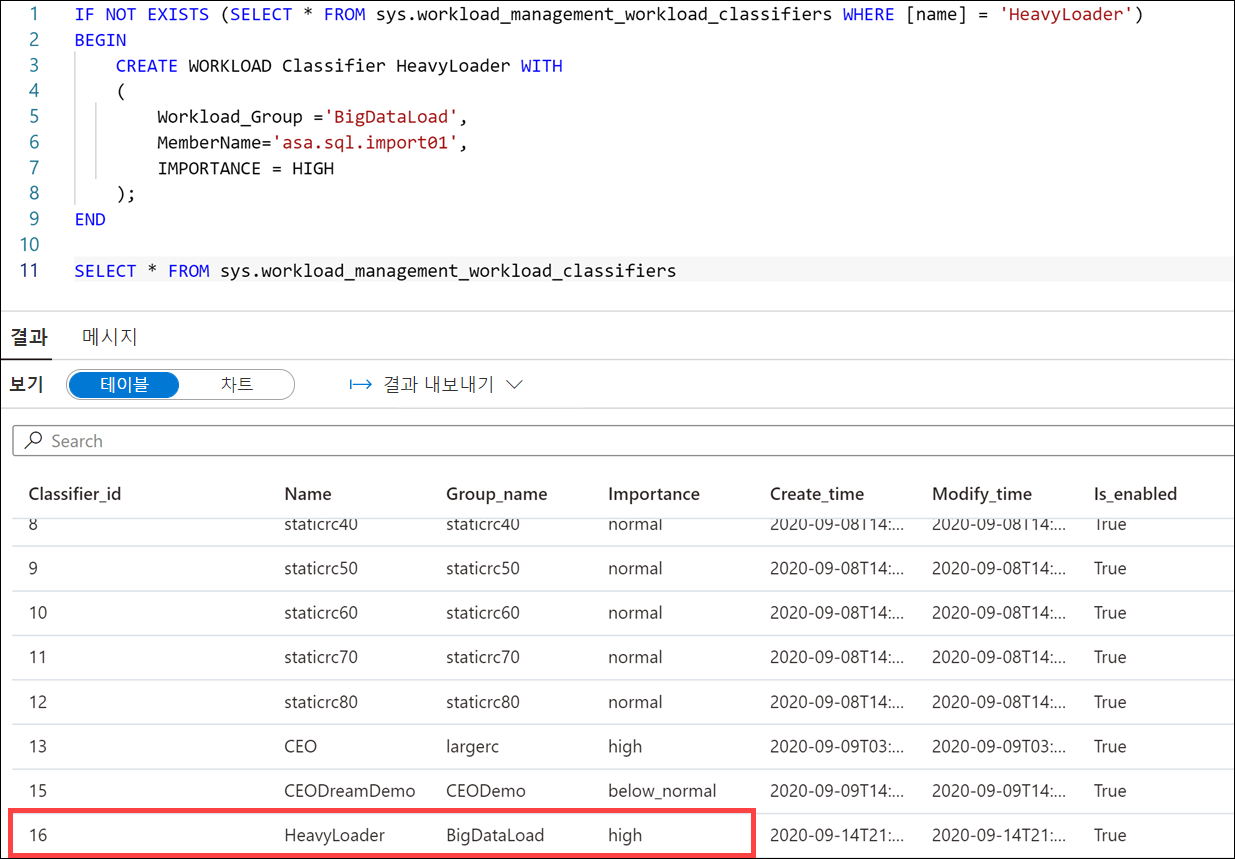 1 IF NOT EXISTS (SELECT * FROM sys.workload_management_workload_classifiers WHERE [name] = 'HeavyLoader')
2 BEGIN
3 CREATE WORKLOAD Classifier HeavyLoader WITH
4 (
5 Workload_Group ='BigDataLoad',
6 MemberName='asa.sql.import01',
7 IMPORTANCE = HIGH
8 );
9 END
10
11 SELECT * FROM sys.workload_management_workload_classifiers
결과 메시지
보기 테이블 차트 결과 내보내기
Search
Classifier_id Name Group_name Importance Create_time Modify_time Is_enabled
8 staticrc40 staticrc40 normal 2020-09-08T14:... 2020-09-08T14:... True
9 staticrc50 staticrc50 normal 2020-09-08T14:... 2020-09-08T14:... True
10 staticrc60 staticrc60 normal 2020-09-08T14:... 2020-09-08T14:... True
11 staticrc70 staticrc70 normal 2020-09-08T14:... 2020-09-08T14:... True
12 staticrc80 staticrc80 normal 2020-09-08T14:... 2020-09-08T14:... True
13 CEO largerc high 2020-09-09T03:... 2020-09-09T03:... True
15 CEODreamDemo CEODemo below_normal 2020-09-09T14:... 2020-09-09T14:... True
16 HeavyLoader BigDataLoad high 2020-09-14T21:... 2020-09-14T21:... True